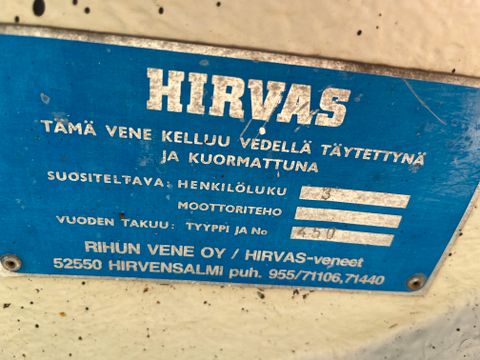 HIRVAS
TÄMÄ VENE KELLUU VEDELLÄ TÄYTETTYNÄ
JA KUORMATTUNA
SUOSITELTAVA: HENKILÖLUKU 3
MOOTTORITEHO
VUODEN TAKUU: TYYPPI JA No 450
RIHUN VENE OY / HIRVAS-veneet
52550 HIRVENSALMI puh. 955/71106,71440